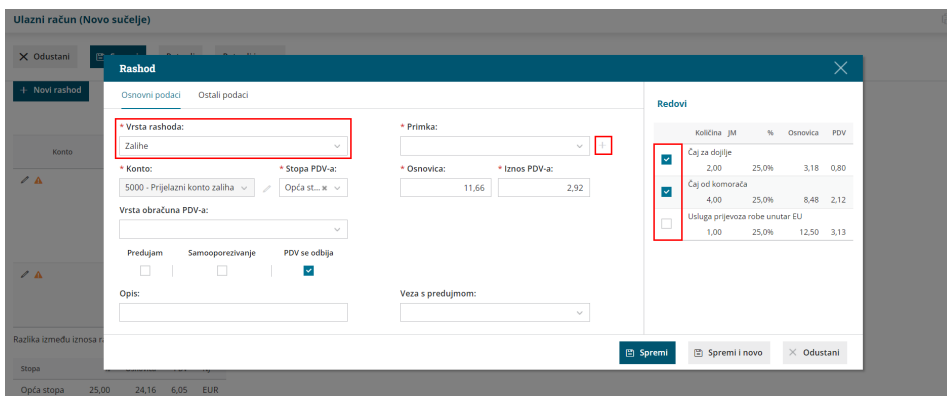 Ulazni račun (Novo sučelje)
Odustani
Rashod
+ Novi rashod
Osnovni podaci Ostali podaci
Redovi
* Vrsta rashoda: * Primka:
Količina JM % Osnovica PDV
Zalihe +
Konto
Čaj za dojilje
2,00 25,0% 3,18 0,80
* Konto: * Stopa PDV-a: * Osnovica: * Iznos PDV-a:
5000 - Prijelazni konto zaliha Opća st... 11,66 2,92
Čaj od komorača
4,00 25,0% 8,48 2,12
Vrsta obračuna PDV-a:
Usluga prijevoza robe unutar EU
1,00 25,0% 12,50 3,13
Predujam Samooporezivanje PDV se odbija
Opis: Veza s predujmom:
Razlika između iznosa
Spremi Spremi i novo Odustani
Stopa
Opća stopa 25,00 24,16 6,05 EUR